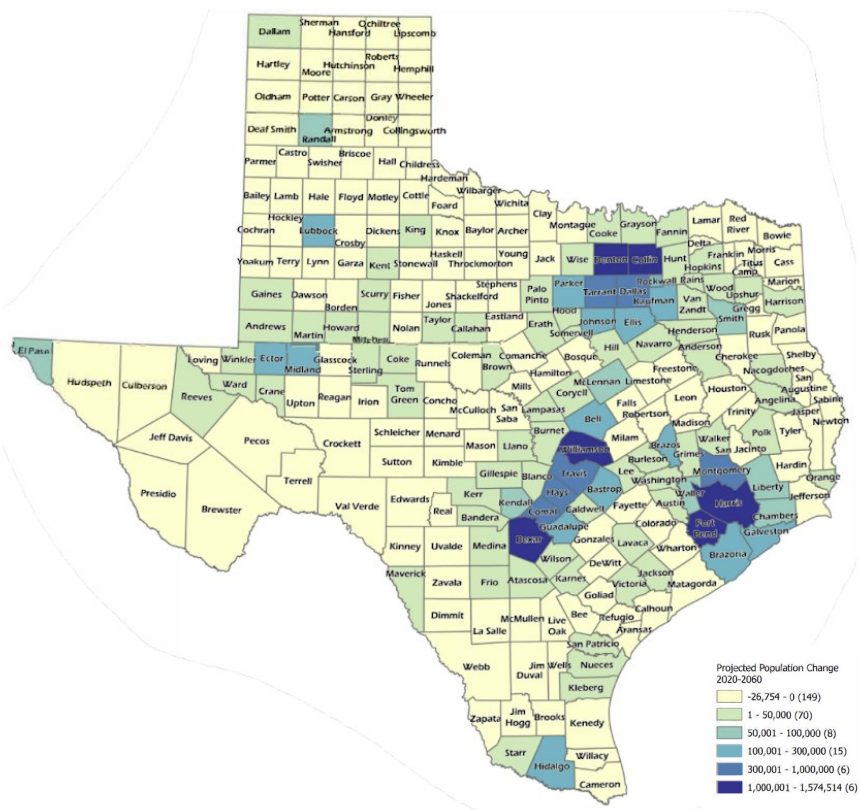 Sherman Ochiltree
Dallam Hansford Lipscomb
Roberts
Hartley Moore Hutchinson Hemphill
Oldham Potter Carson Gray Wheeler
Donley
Deaf Smith Randall Armstrong Collingsworth
Parmer Castro Swisher Briscoe Hall Childress
Hardeman
Bailey Lamb Hale Floyd Motley Cottle Foard Wilbarger Wichita
Clay Montague Cooke Grayson Fannin Lamar Red River Bowie
Cochran Hockley Lubbock Crosby Dickens King Knox Baylor Archer
Delta Franklin Morris Titus Camp Cass
Jack Wise Denton Collin Hunt Hopkins
Yoakum Terry Lynn Garza Kent Stonewall Haskell Throckmorton Young
Rockwall Rains Wood Upshur Marion
Gaines Dawson Borden Scurry Fisher Jones Shackelford Stephens Palo Pinto Parker Tarrant Dallas Kaufman Van Zandt Smith Gregg Harrison
Hood Johnson Ellis
Andrews Martin Howard Mitchell Nolan Taylor Callahan Eastland Erath Somervell Hill Navarro Henderson Rusk Panola
El Paso Hudspeth Culberson Loving Winkler Ector Midland Glasscock Sterling Coke Runnels Coleman Brown Comanche Hamilton Bosque Freestone Anderson Cherokee Nacogdoches Shelby
Reeves Ward Crane Upton Reagan Irion Tom Green Concho McCulloch San Saba Mills Lampasas Coryell McLennan Limestone Falls Robertson Leon Houston Angelina San Augustine Sabine
Jeff Davis Pecos Crockett Schleicher Menard Mason Llano Burnet Bell Milam Brazos Madison Grimes Walker Trinity Polk Tyler Jasper Newton
San Jacinto Hardin
Presidio Brewster Terrell Sutton Kimble Gillespie Blanco Williamson Travis Burleson Lee Washington Montgomery Liberty Orange
Val Verde Edwards Real Kerr Bandera Kendall Hays Comal Caldwell Bastrop Fayette Austin Waller Harris Chambers Jefferson
Kinney Uvalde Medina Bexar Guadalupe Gonzales Lavaca Colorado Fort Bend Wharton Brazoria Galveston
Maverick Zavala Frio Atascosa Wilson Karnes DeWitt Victoria Jackson Matagorda
Dimmit La Salle McMullen Live Oak Bee Goliad Refugio Calhoun Aransas
San Patricio
Webb Duval Jim Wells Nueces
Kleberg
Zapata Jim Hogg Brooks Kenedy
Starr Hidalgo Willacy
Cameron
Projected Population Change
2020-2060
-26,754 - 0 (149)
1 - 50,000 (70)
50,001 - 100,000 (8)
100,001 - 300,000 (15)
300,001 - 1,000,000 (6)
1,000,001 - 1,574,514 (6)